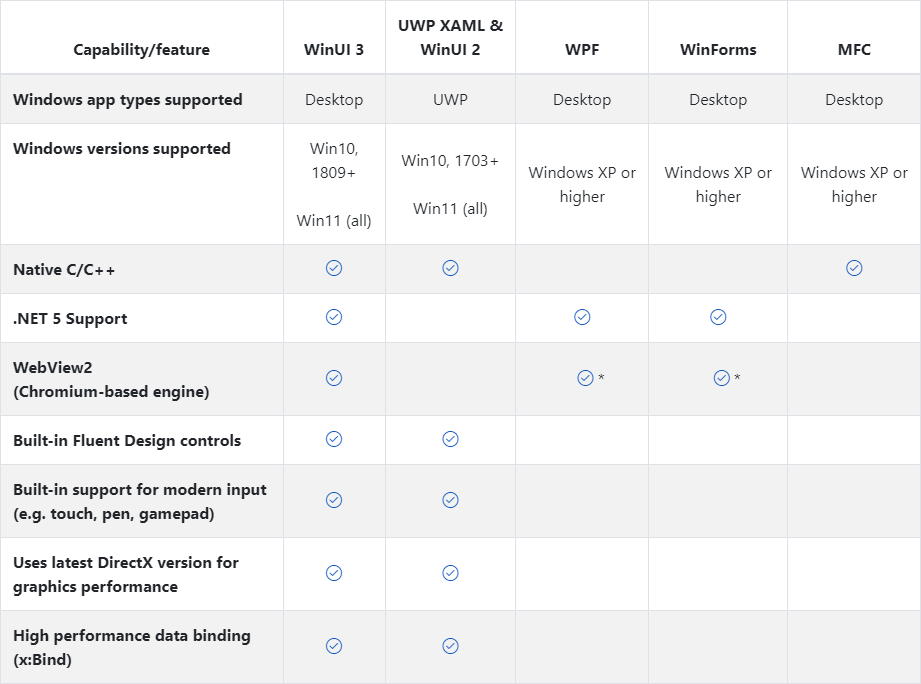 UWP XAML &
Capability/feature WinUI 3 WinUI 2 WPF WinForms MFC
Windows app types supported Desktop UWP Desktop Desktop Desktop
Windows versions supported Win10,
1809+
Win11 (all)
Win10, 1703+
Win11 (all)
Windows XP or
higher
Windows XP or
higher
Windows XP or
higher
Native C/C++
.NET 5 Support
WebView2
(Chromium-based engine) * *
Built-in Fluent Design controls
Built-in support for modern input
(e.g. touch, pen, gamepad)
Uses latest DirectX version for
graphics performance
High performance data binding
(x:Bind)